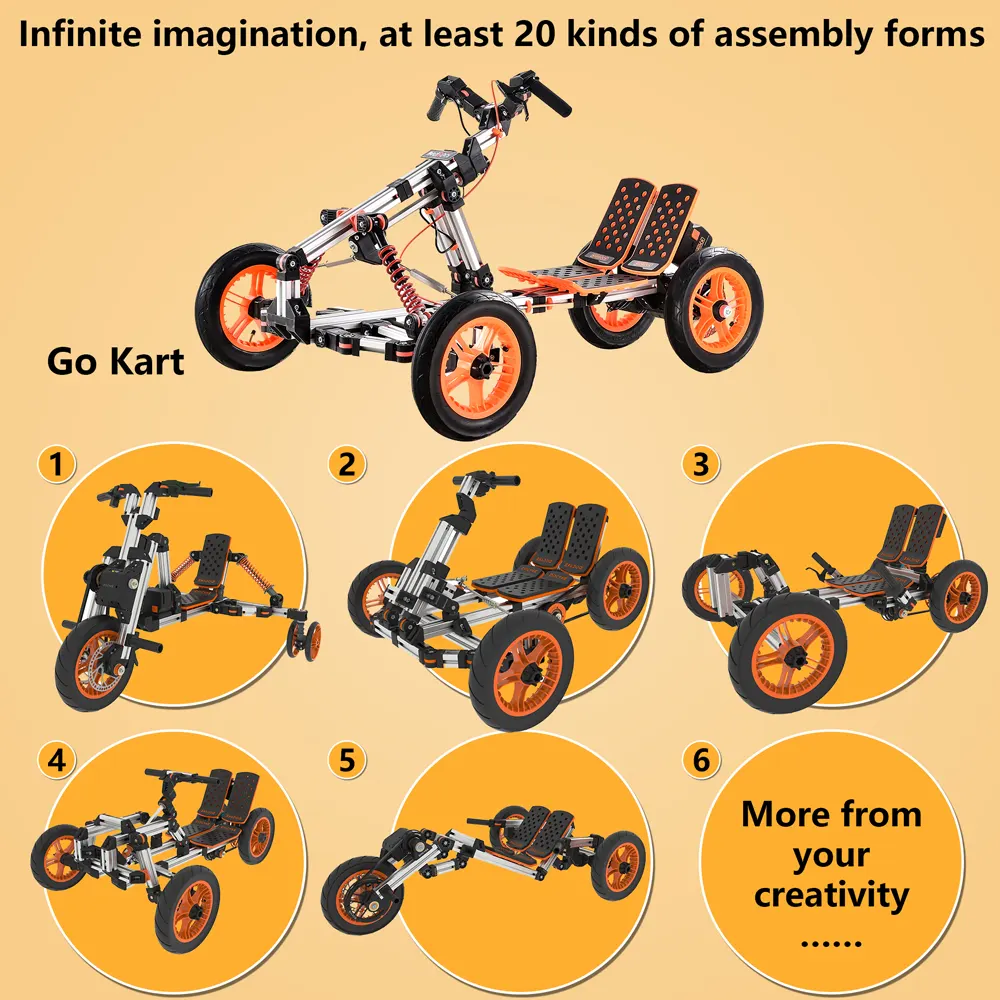 Infinite imagination, at least 20 kinds of assembly forms
Go Kart
1
2
3
4
5
6
More from
your
creativity
......